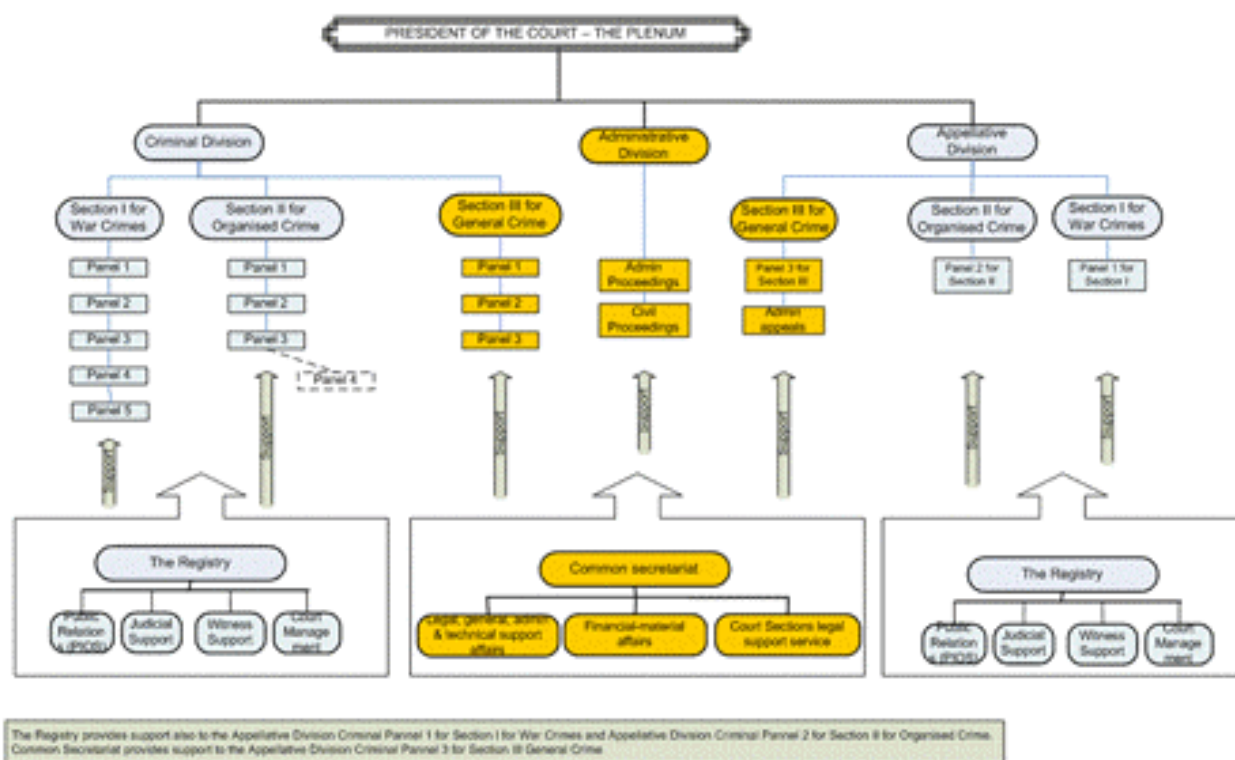 PRESIDENT OF THE COURT – THE PLENUM
Criminal Division
Administrative
Division
Appellative
Division
Section I for
War Crimes
Section II for
Organised Crime
Section III for
General Crime
Section III for
General Crime
Section II for
Organised Crime
Section I for
War Crimes
Panel 1
Panel 2
Panel 3
Panel 4
Panel 5
Panel 1
Panel 2
Panel 3
Panel 4
Panel 1
Panel 2
Panel 3
Admin
Proceedings
Civil
Proceedings
Panel 3 for
Section III
Admin
appeals
Panel 2 for
Section II
Panel 1 for
Section I
Support
Support
Support
Support
Support
Support
Support
The Registry
Public
Relation
s (PIOS)
Judicial
Support
Witness
Support
Court
Manage
ment
Common secretariat
Legal, general, admin
& technical support
affairs
Financial-material
affairs
Court Sections legal
support service
The Registry
Public
Relation
s (PIOS)
Judicial
Support
Witness
Support
Court
Manage
ment
The Registry provides support also to the Appellative Division Criminal Pannel 1 for Section I for War Crimes and Appellative Division Criminal Pannel 2 for Section II for Organised Crime.
Common Secretariat provides support to the Appellative Division Criminal Pannel 3 for Section III General Crime